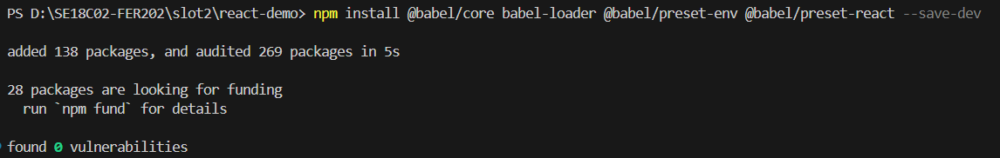 PS D:\SE18C02-FER202\slot2\react-demo> npm install @babel/core babel-loader @babel/preset-env @babel/preset-react --save-dev
added 138 packages, and audited 269 packages in 5s
28 packages are looking for funding
  run `npm fund` for details
found 0 vulnerabilities